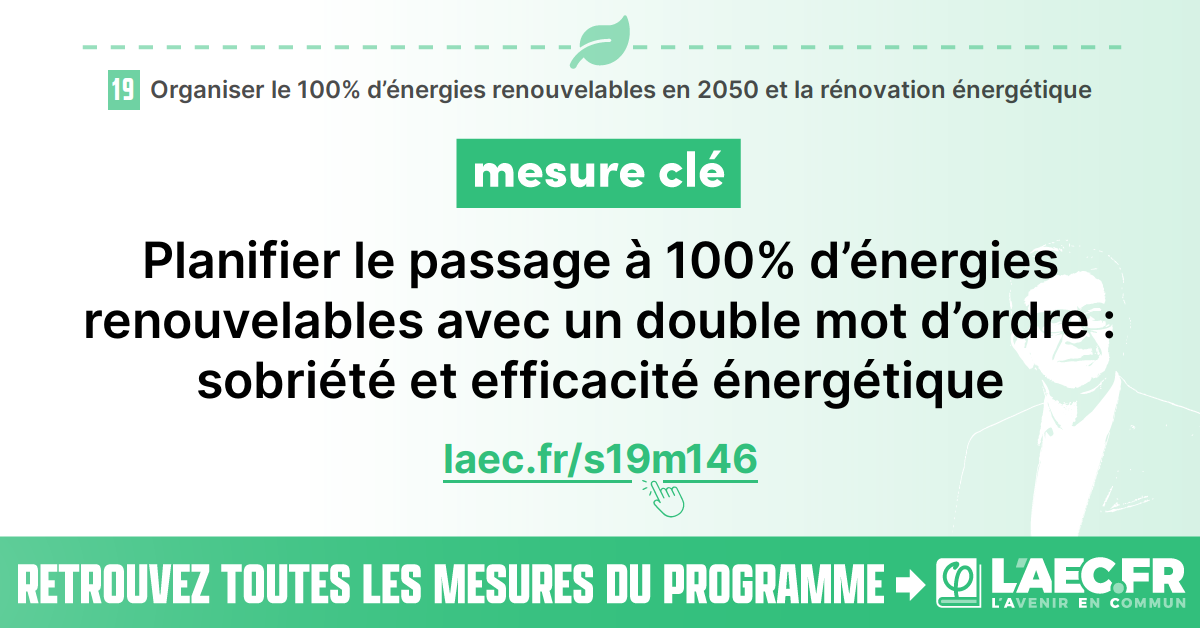 19 Organiser le 100% d’énergies renouvelables en 2050 et la rénovation énergétique
mesure clé
Planifier le passage à 100% d’énergies
renouvelables avec un double mot d’ordre :
sobriété et efficacité énergétique
laec.fr/s19m146
RETROUVEZ TOUTES LES MESURES DU PROGRAMME
φ L'AEC.FR
L'AVENIR EN COMMUN